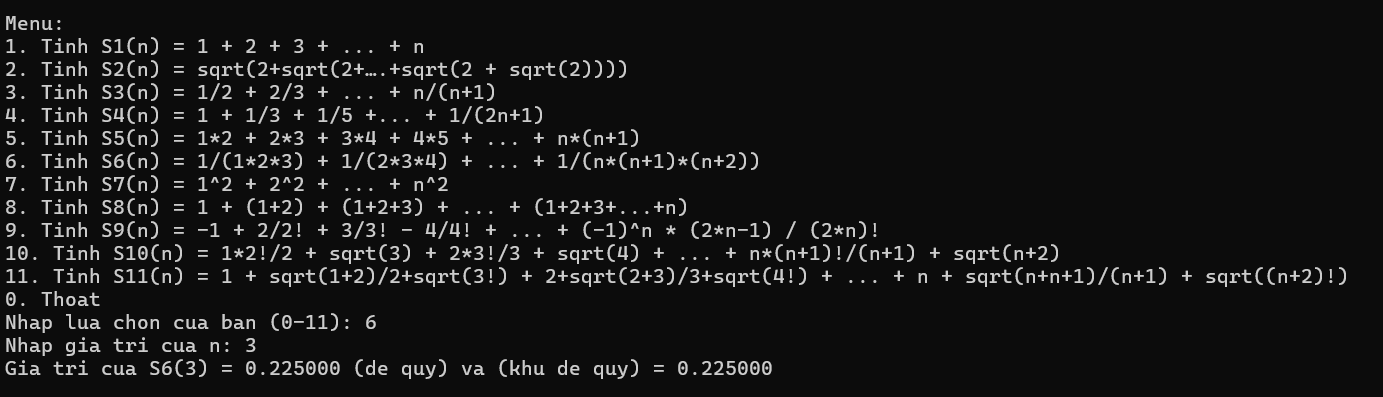 Menu:
1. Tinh S1(n) = 1 + 2 + 3 + ... + n
2. Tinh S2(n) = sqrt(2+sqrt(2+….+sqrt(2 + sqrt(2))))
3. Tinh S3(n) = 1/2 + 2/3 + ... + n/(n+1)
4. Tinh S4(n) = 1 + 1/3 + 1/5 +... + 1/(2n+1)
5. Tinh S5(n) = 1*2 + 2*3 + 3*4 + 4*5 + ... + n*(n+1)
6. Tinh S6(n) = 1/(1*2*3) + 1/(2*3*4) + ... + 1/(n*(n+1)*(n+2))
7. Tinh S7(n) = 1^2 + 2^2 + ... + n^2
8. Tinh S8(n) = 1 + (1+2) + (1+2+3) + ... + (1+2+3+...+n)
9. Tinh S9(n) = -1 + 2/2! + 3/3! - 4/4! + ... + (-1)^n * (2*n-1) / (2*n)!
10. Tinh S10(n) = 1*2!/2 + sqrt(3) + 2*3!/3 + sqrt(4) + ... + n*(n+1)!/(n+1) + sqrt(n+2)
11. Tinh S11(n) = 1 + sqrt(1+2)/2+sqrt(3!) + 2+sqrt(2+3)/3+sqrt(4!) + ... + n + sqrt(n+n+1)/(n+1) + sqrt((n+2)!)
0. Thoat
Nhap lua chon cua ban (0-11): 6
Nhap gia tri cua n: 3
Gia tri cua S6(3) = 0.225000 (de quy) va (khu de quy) = 0.225000